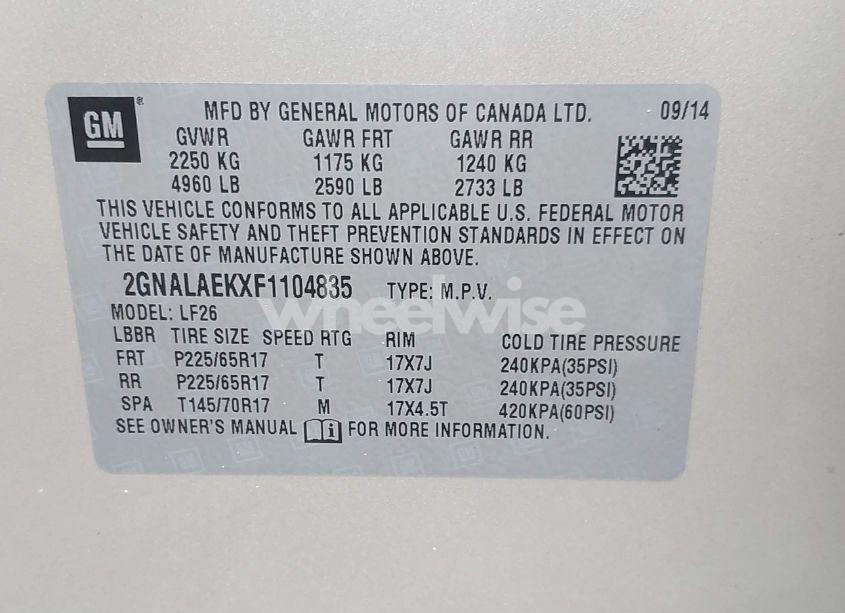 GM®
MFD BY GENERAL MOTORS OF CANADA LTD. 09/14
GVWR GAWR FRT GAWR RR
2250 KG 1175 KG 1240 KG
4960 LB 2590 LB 2733 LB
THIS VEHICLE CONFORMS TO ALL APPLICABLE U.S. FEDERAL MOTOR
VEHICLE SAFETY AND THEFT PREVENTION STANDARDS IN EFFECT ON
THE DATE OF MANUFACTURE SHOWN ABOVE.
2GNALAEKXF1104835 TYPE: M.P.V.
wheelwise
MODEL: LF26
LBBR TIRE SIZE SPEED RTG RIM COLD TIRE PRESSURE
FRT P225/65R17 T 17X7J 240KPA(35PSI)
RR P225/65R17 T 17X7J 240KPA(35PSI)
SPA T145/70R17 M 17X4.5T 420KPA(60PSI)
SEE OWNER'S MANUAL i FOR MORE INFORMATION.